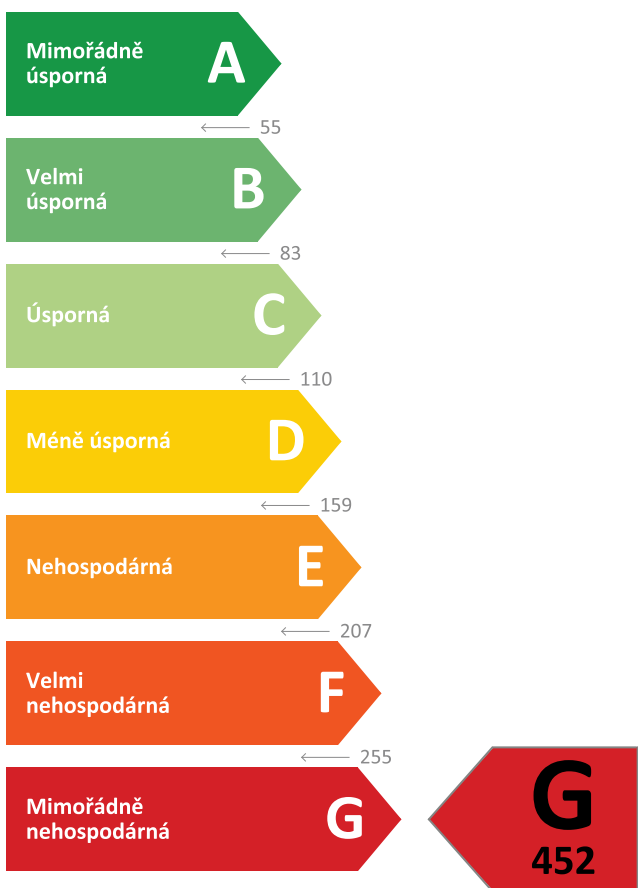 Mimořádně
úsporná
A
55
Velmi
úsporná
B
83
Úsporná
C
110
Méně úsporná
D
159
Nehospodárná
E
207
Velmi
nehospodárná
F
255
Mimořádně
nehospodárná
G
G
452